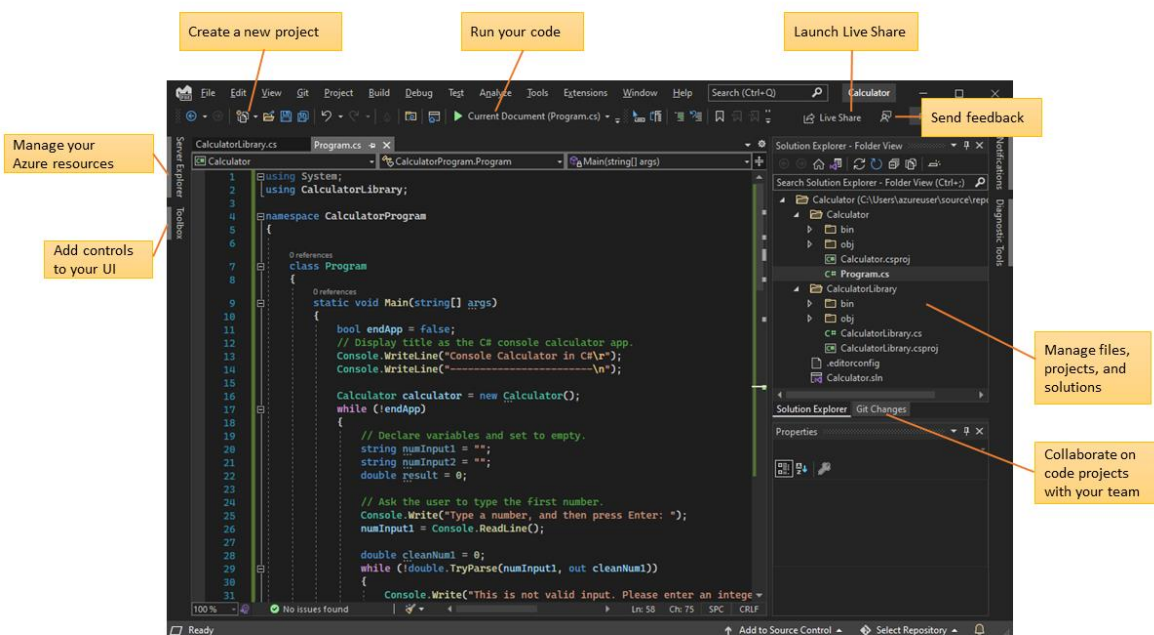 Create a new project
Run your code
Launch Live Share
File Edit View Git Project Build Debug Test Analyze Tools Extensions Window Help Search (Ctrl+Q) Calculator
Current Document (Program.cs)
Live Share
Send feedback
Manage your
Azure resources
Add controls
to your UI
Server Explorer
Toolbox
CalculatorLibrary.cs Program.cs
Calculator CalculatorProgram.Program Main(string[] args)
1 using System;
2 using CalculatorLibrary;
3
4 namespace CalculatorProgram
5 {
6
0 references
7 class Program
8 {
0 references
9 static void Main(string[] args)
10 {
11 bool endApp = false;
12 // Display title as the C# console calculator app.
13 Console.WriteLine("Console Calculator in C#\r");
14 Console.WriteLine("------------------------\n");
15
16 Calculator calculator = new Calculator();
17 while (!endApp)
18 {
19 // Declare variables and set to empty.
20 string numInput1 = "";
21 string numInput2 = "";
22 double result = 0;
23
24 // Ask the user to type the first number.
25 Console.Write("Type a number, and then press Enter: ");
26 numInput1 = Console.ReadLine();
27
28 double cleanNum1 = 0;
29 while (!double.TryParse(numInput1, out cleanNum1))
30 {
31 Console.Write("This is not valid input. Please enter an intege
100 % No issues found Ln: 58 Ch: 75 SPC CRLF
Solution Explorer - Folder View
Search Solution Explorer - Folder View (Ctrl+;)
Calculator (C:\Users\azureuser\source\repo
Calculator
bin
obj
Calculator.csproj
C# Program.cs
CalculatorLibrary
bin
obj
C# CalculatorLibrary.cs
CalculatorLibrary.csproj
.editorconfig
Calculator.sln
Solution Explorer Git Changes
Properties
Notifications
Diagnostic Tools
Manage files,
projects, and
solutions
Collaborate on
code projects
with your team
Ready Add to Source Control Select Repository